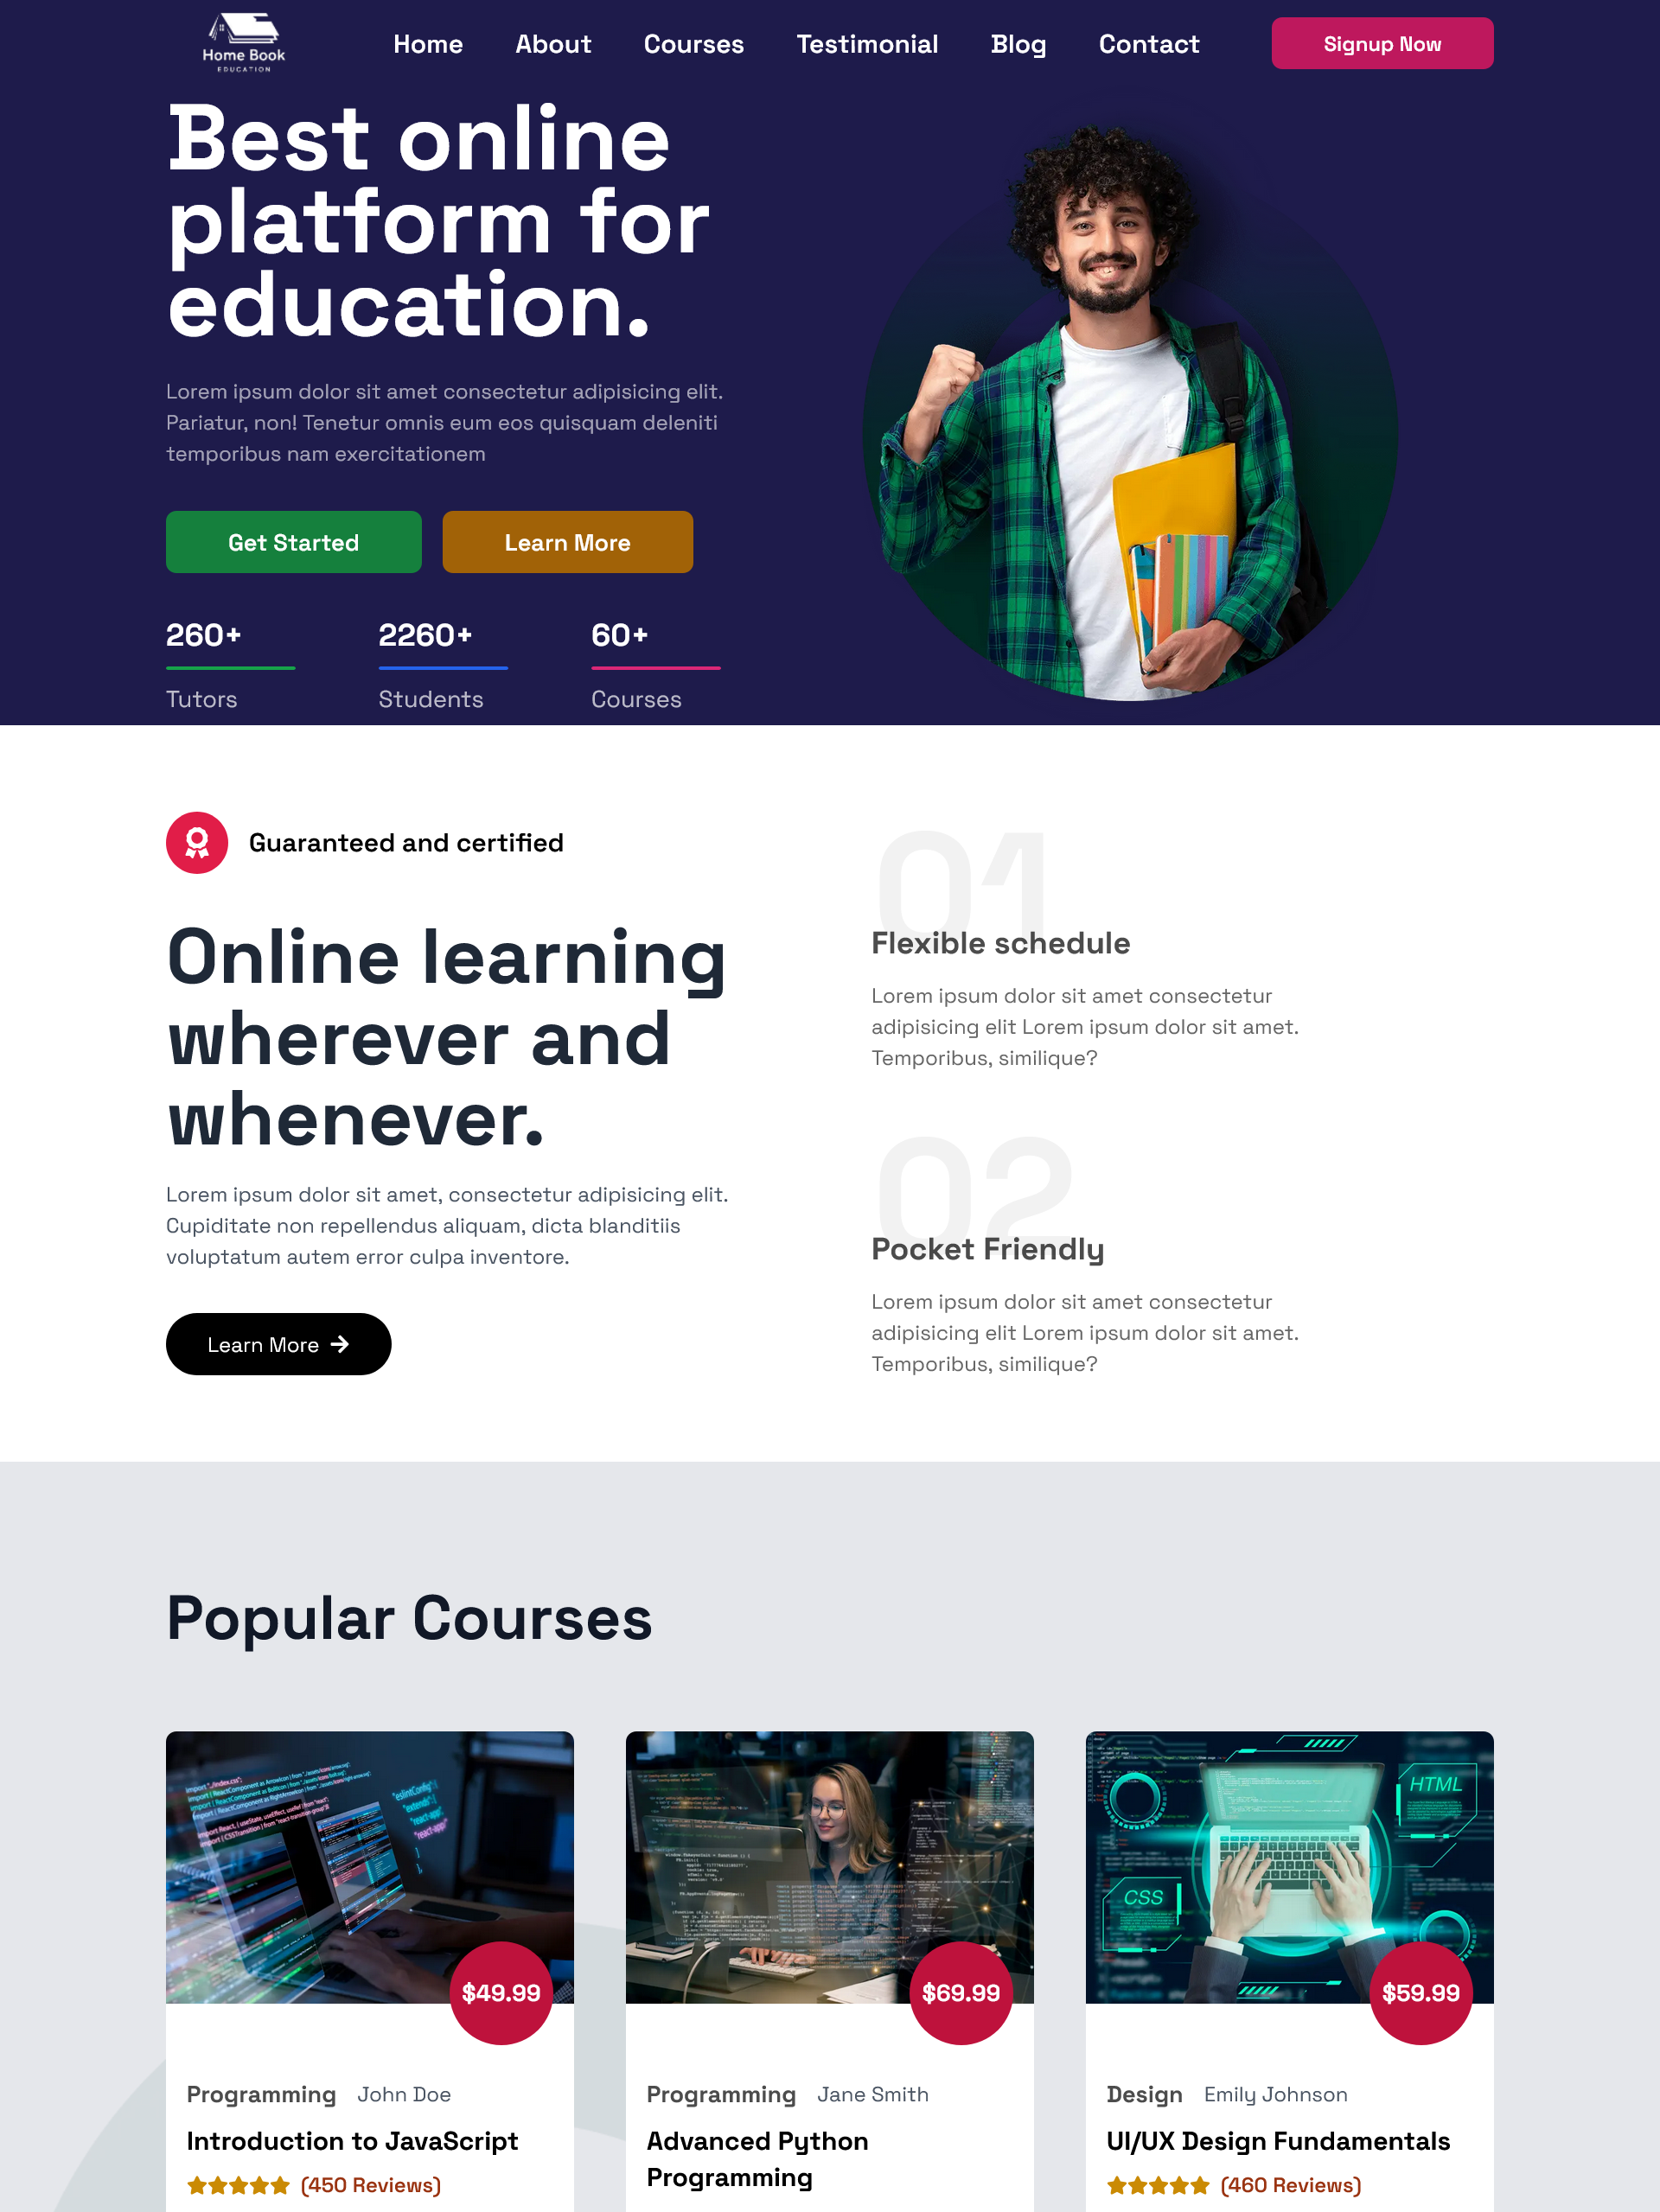 Home Book
EDUCATION
Home
About
Courses
Testimonial
Blog
Contact
Signup Now
Best online
platform for
education.
Lorem ipsum dolor sit amet consectetur adipisicing elit.
Pariatur, non! Tenetur omnis eum eos quisquam deleniti
temporibus nam exercitationem
Get Started
Learn More
260+
Tutors
2260+
Students
60+
Courses
Guaranteed and certified
Online learning
wherever and
whenever.
Lorem ipsum dolor sit amet, consectetur adipisicing elit.
Cupiditate non repellendus aliquam, dicta blanditiis
voluptatum autem error culpa inventore.
Learn More
01
Flexible schedule
Lorem ipsum dolor sit amet consectetur
adipisicing elit Lorem ipsum dolor sit amet.
Temporibus, similique?
02
Pocket Friendly
Lorem ipsum dolor sit amet consectetur
adipisicing elit Lorem ipsum dolor sit amet.
Temporibus, similique?
Popular Courses
$49.99
Programming
John Doe
Introduction to JavaScript
(450 Reviews)
$69.99
Programming
Jane Smith
Advanced Python
Programming
HTML
CSS
$59.99
Design
Emily Johnson
UI/UX Design Fundamentals
(460 Reviews)